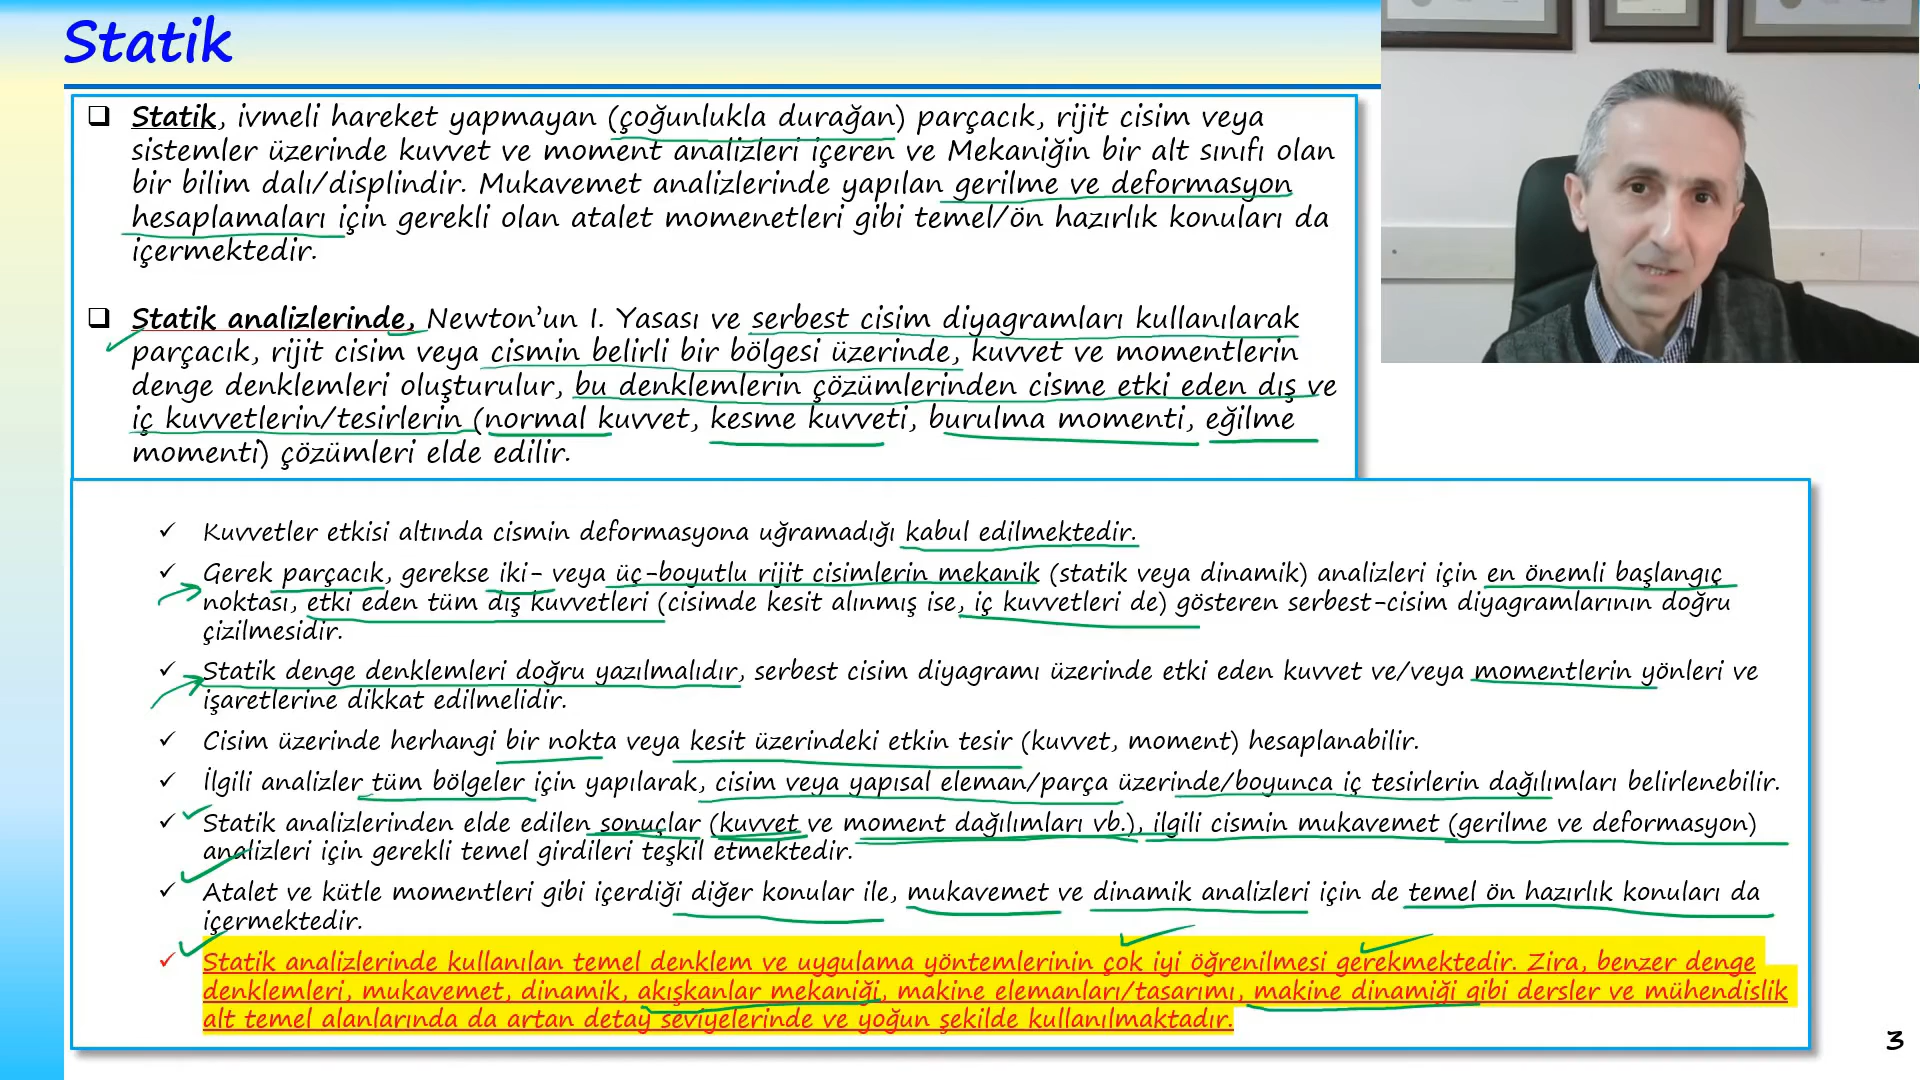 Statik
Statik, ivmeli hareket yapmayan (çoğunlukla durağan) parçacık, rijit cisim veya
sistemler üzerinde kuvvet ve moment analizleri içeren ve Mekaniğin bir alt sınıfı olan
bir bilim dalı/displindir. Mukavemet analizlerinde yapılan gerilme ve deformasyon
hesaplamaları için gerekli olan atalet momenetleri gibi temel/ön hazırlık konuları da
içermektedir.
Statik analizlerinde, Newton'un I. Yasası ve serbest cisim diyagramları kullanılarak
parçacık, rijit cisim veya cismin belirli bir bölgesi üzerinde, kuvvet ve momentlerin
denge denklemleri oluşturulur, bu denklemlerin çözümlerinden cisme etki eden dış ve
iç kuvvetlerin/tesirlerin (normal kuvvet, kesme kuvveti, burulma momenti, eğilme
momenti) çözümleri elde edilir.
✓ Kuvvetler etkisi altında cismin deformasyona uğramadığı kabul edilmektedir.
✓ Gerek parçacık, gerekse iki- veya üç-boyutlu rijit cisimlerin mekanik (statik veya dinamik) analizleri için en önemli başlangıç
noktası, etki eden tüm dış kuvvetleri (cisimde kesit alınmış ise, iç kuvvetleri de) gösteren serbest-cisim diyagramlarının doğru
çizilmesidir.
✓ Statik denge denklemleri doğru yazılmalıdır, serbest cisim diyagramı üzerinde etki eden kuvvet ve/veya momentlerin yönleri ve
işaretlerine dikkat edilmelidir.
✓ Cisim üzerinde herhangi bir nokta veya kesit üzerindeki etkin tesir (kuvvet, moment) hesaplanabilir.
✓ İlgili analizler tüm bölgeler için yapılarak, cisim veya yapısal eleman/parça üzerinde/boyunca iç tesirlerin dağılımları belirlenebilir.
✓ Statik analizlerinden elde edilen sonuçlar (kuvvet ve moment dağılımları vb.), ilgili cismin mukavemet (gerilme ve deformasyon)
analizleri için gerekli temel girdileri teşkil etmektedir.
✓ Atalet ve kütle momentleri gibi içerdiği diğer konular ile, mukavemet ve dinamik analizleri için de temel ön hazırlık konuları da
içermektedir.
✓ Statik analizlerinde kullanılan temel denklem ve uygulama yöntemlerinin çok iyi öğrenilmesi gerekmektedir. Zira, benzer denge
denklemleri, mukavemet, dinamik, akışkanlar mekaniği, makine elemanları/tasarımı, makine dinamiği gibi dersler ve mühendislik
alt temel alanlarında da artan detay seviyelerinde ve yoğun şekilde kullanılmaktadır.
3